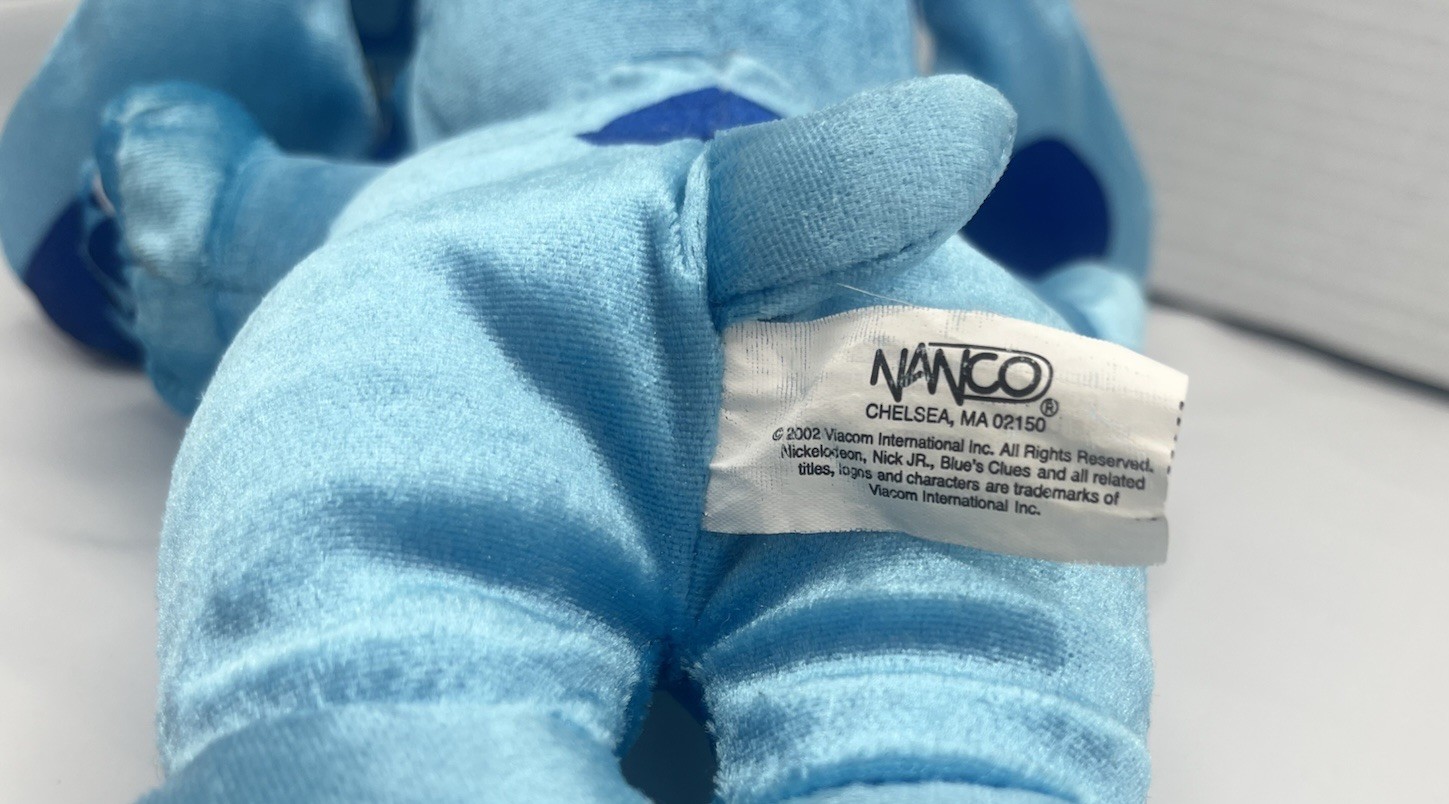 NANCO®
CHELSEA, MA 02150
© 2002 Viacom International Inc. All Rights Reserved.
Nickelodeon, Nick JR., Blue's Clues and all related
titles, logos and characters are trademarks of
Viacom International Inc.